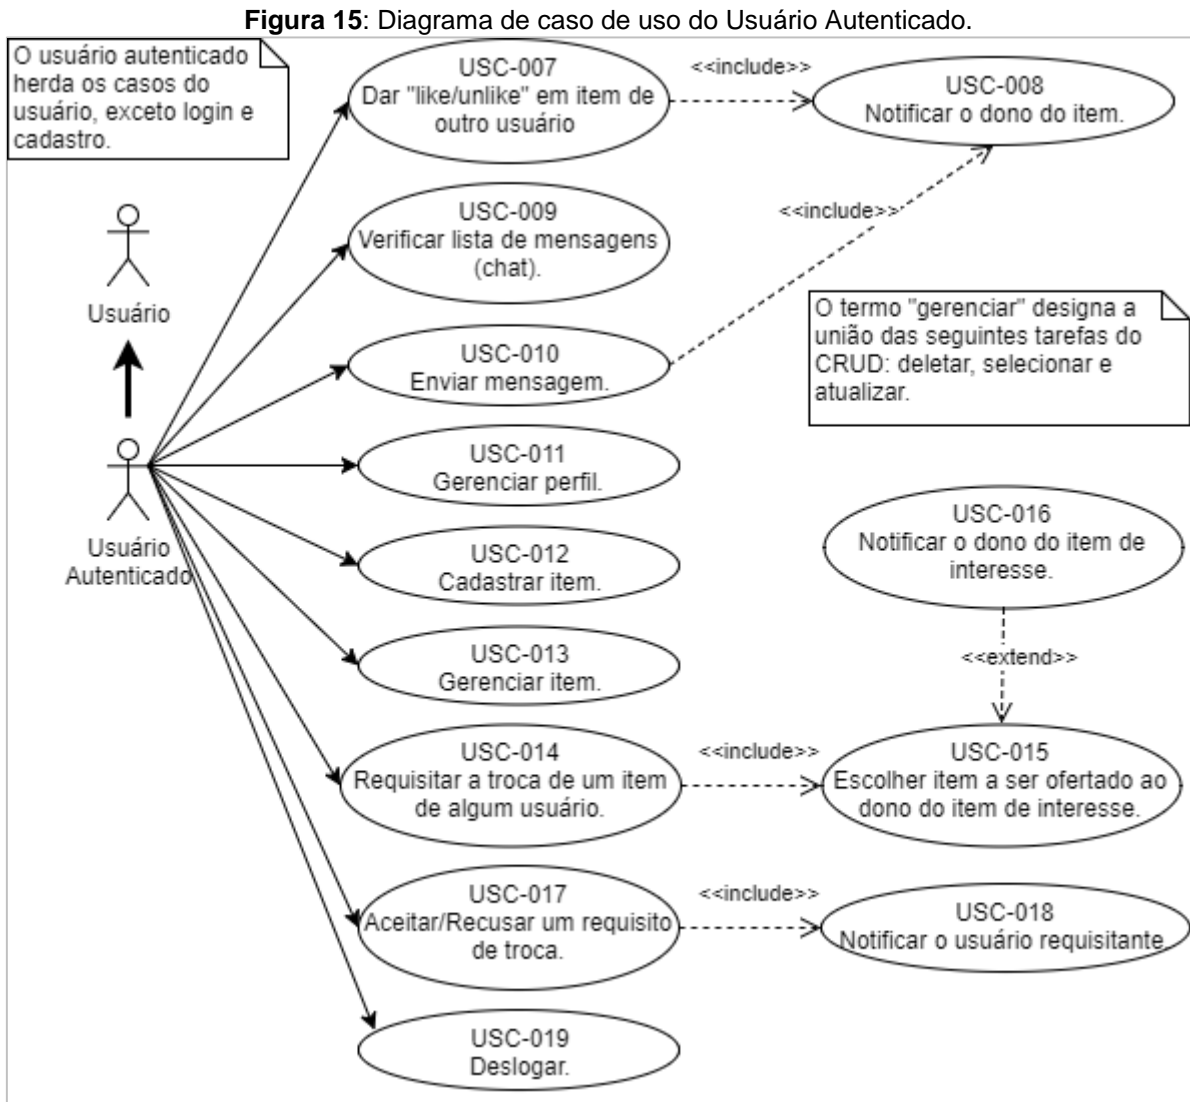 Figura 15: Diagrama de caso de uso do Usuário Autenticado.
O usuário autenticado
herda os casos do
usuário, exceto login e
cadastro.
USC-007
Dar "like/unlike" em item de
outro usuário
<<include>>
USC-008
Notificar o dono do item.
USC-009
Verificar lista de mensagens
(chat).
<<include>>
Usuário
O termo "gerenciar" designa a
união das seguintes tarefas do
CRUD: deletar, selecionar e
atualizar.
USC-010
Enviar mensagem.
USC-011
Gerenciar perfil.
Usuário
Autenticado
USC-012
Cadastrar item.
USC-016
Notificar o dono do item de
interesse.
USC-013
Gerenciar item.
<<extend>>
USC-014
Requisitar a troca de um item
de algum usuário.
<<include>>
USC-015
Escolher item a ser ofertado ao
dono do item de interesse.
USC-017
Aceitar/Recusar um requisito
de troca.
<<include>>
USC-018
Notificar o usuário requisitante.
USC-019
Deslogar.